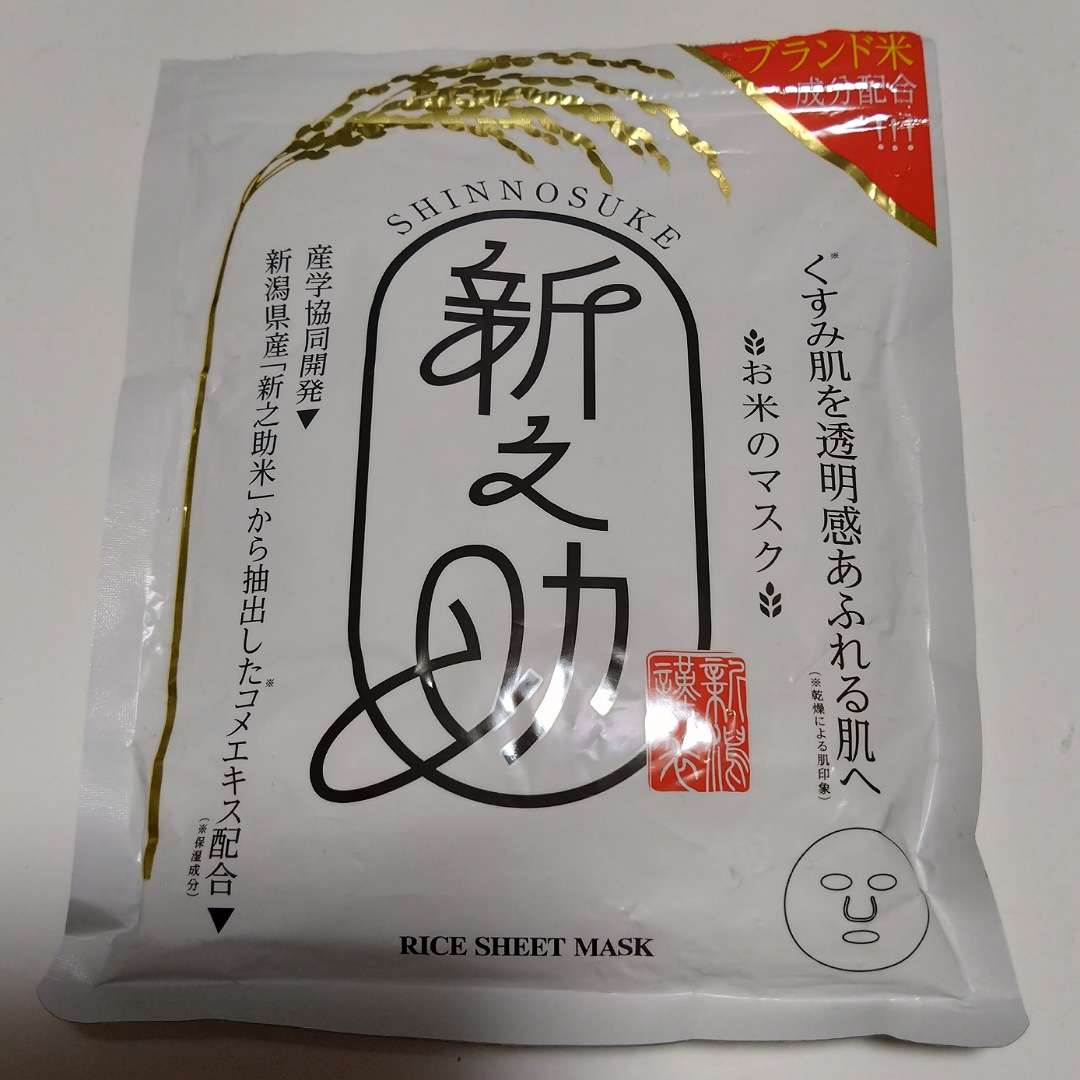 ブランド米
成分配合
!!!
SHINNOSUKE
新之助
※くすみ肌を透明感あふれる肌へ
(※乾燥による肌印象)
お米のマスク
産学協同開発▼
新潟県産「新之助米」から抽出したコメエキス※配合▼
(※保湿成分)
新潟
謹製
RICE SHEET MASK